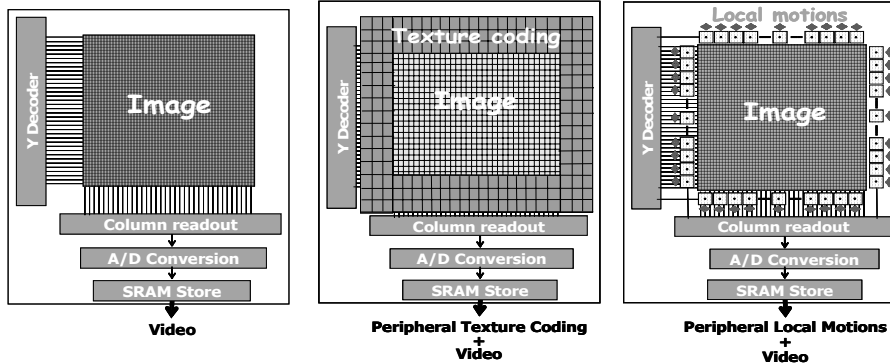 Y Decoder
Image
Column readout
A/D Conversion
SRAM Store
Video
Y Decoder
Texture coding
Image
Column readout
A/D Conversion
SRAM Store
Peripheral Texture Coding
+
Video
Local motions
Y Decoder
Image
Column readout
A/D Conversion
SRAM Store
Peripheral Local Motions
+
Video